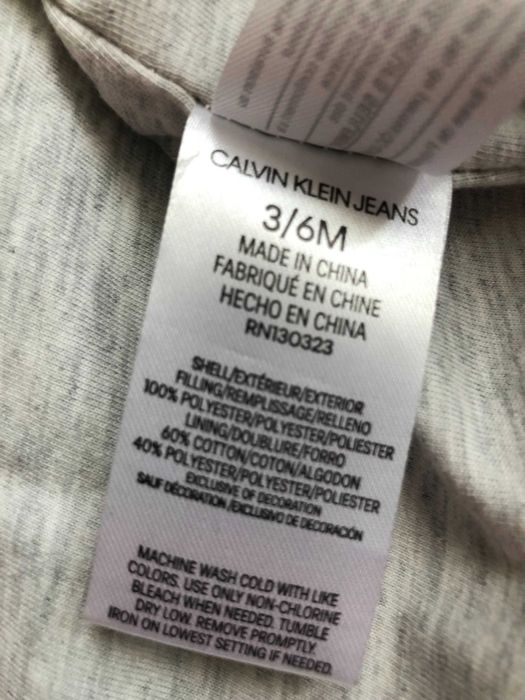 CALVIN KLEIN JEANS
3/6M
MADE IN CHINA
FABRIQUÉ EN CHINE
HECHO EN CHINA
RN130323
SHELL/EXTÉRIEUR/EXTERIOR
FILLING/REMPLISSAGE/RELLENO
100% POLYESTER/POLYESTER/POLIESTER
LINING/DOUBLURE/FORRO
60% COTTON/COTON/ALGODON
40% POLYESTER/POLYESTER/POLIESTER
EXCLUSIVE OF DECORATION
SAUF DÉCORATION/EXCLUSIVO DE DECORACIÓN
MACHINE WASH COLD WITH LIKE
COLORS. USE ONLY NON-CHLORINE
BLEACH WHEN NEEDED. TUMBLE
DRY LOW. REMOVE PROMPTLY.
IRON ON LOWEST SETTING IF NEEDED.